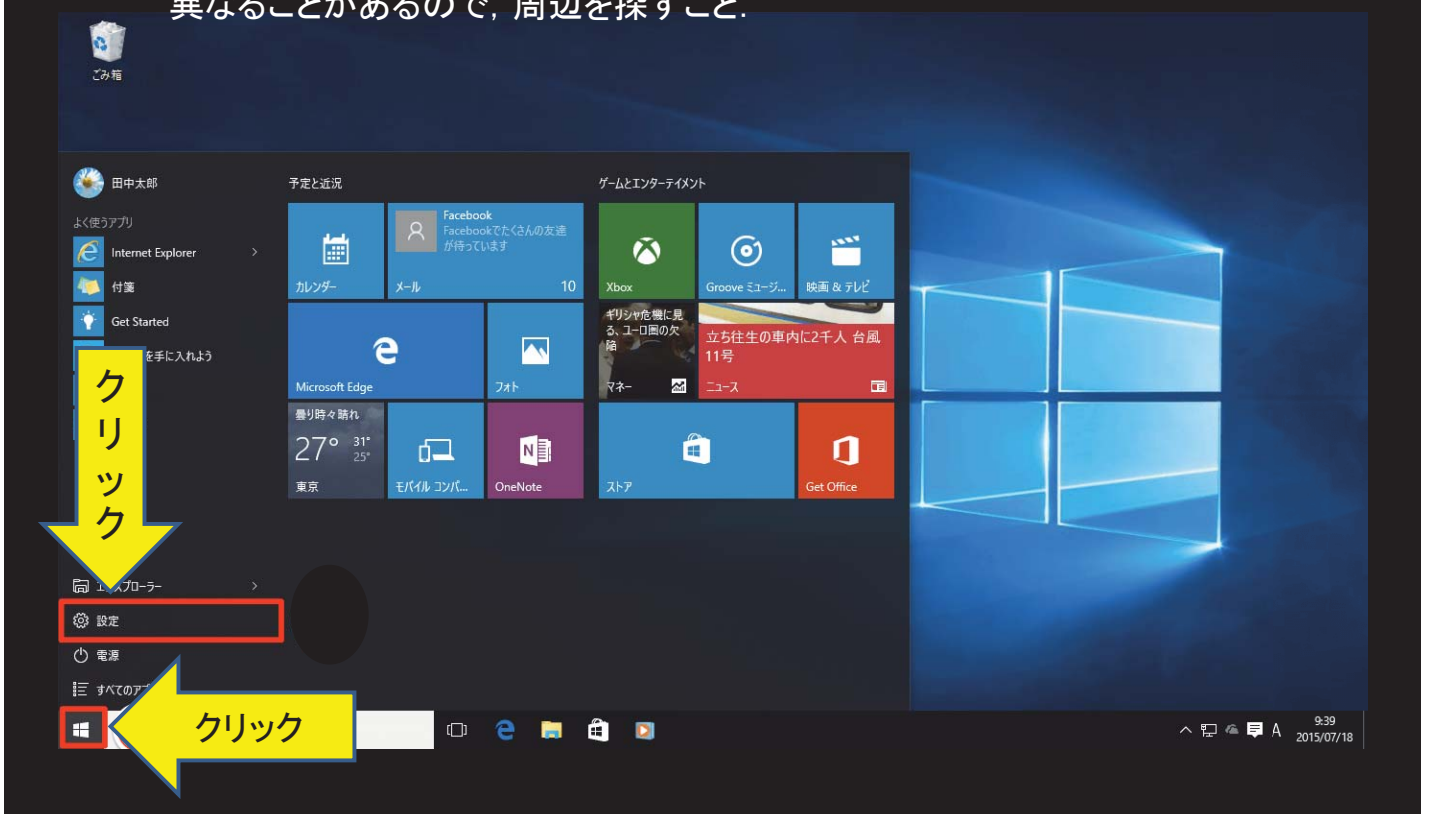 異なることがあるので，周辺を探すこと．
ごみ箱
田中太郎
よく使うアプリ
Internet Explorer
付箋
Get Started
を手に入れよう
エ
スプローラー
設定
電源
すべてのア
クリック
クリック
予定と近況
カレンダー
Facebook
Facebookでたくさんの友達
が待っています
メール
10
Microsoft Edge
フォト
曇り時々晴れ
27° 31°
25°
東京
モバイル コンパ...
OneNote
ゲームとエンターテイメント
Xbox
Groove ミュージ...
映画 & テレビ
ギリシャ危機に見
る、ユーロ圏の欠
陥
マネー
立ち往生の車内に2千人 台風
11号
ニュース
ストア
Get Office
A
9:39
2015/07/18